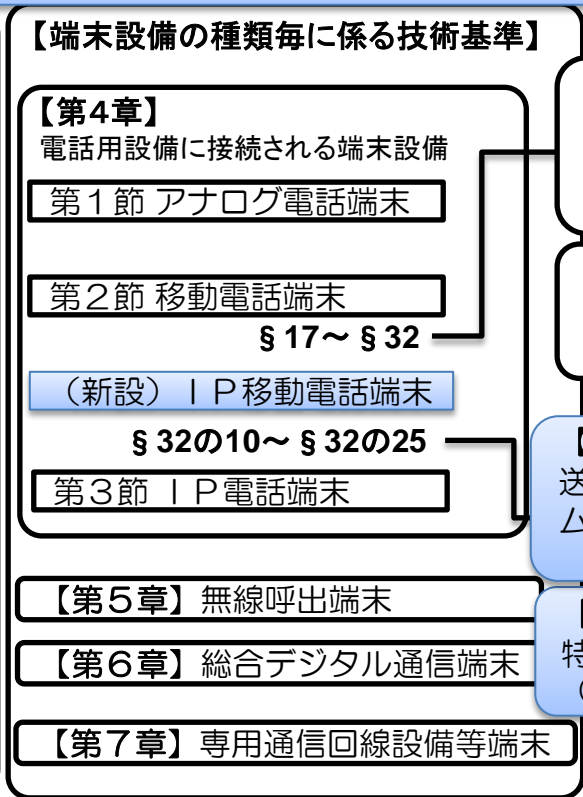 【端末設備の種類毎に係る技術基準】
【第4章】
電話用設備に接続される端末設備
第1節 アナログ電話端末
第2節 移動電話端末
§17～§32
（新設）ＩＰ移動電話端末
§32の10～§32の25
第3節 ＩＰ電話端末
【
送
ム
特
（
【第5章】無線呼出端末
【第6章】総合デジタル通信端末
【第7章】専用通信回線設備等端末